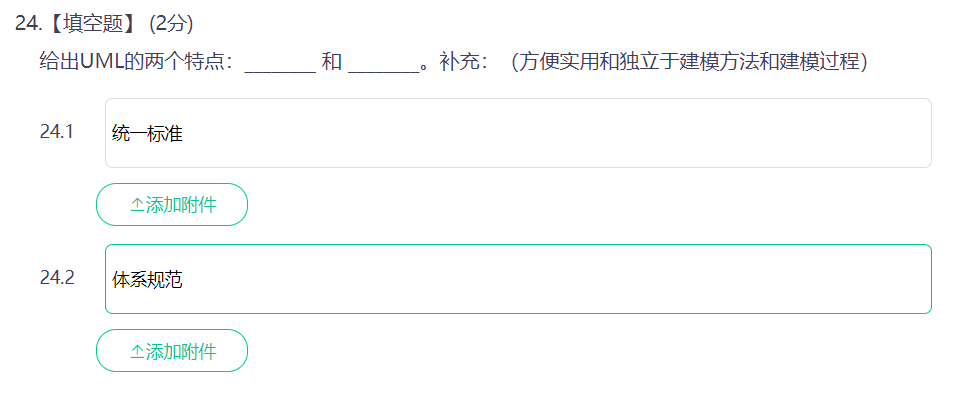 24.【填空题】 (2分)
给出UML的两个特点：________ 和 ________。补充：（方便实用和独立于建模方法和建模过程）
24.1
统一标准
添加附件
24.2
体系规范
添加附件